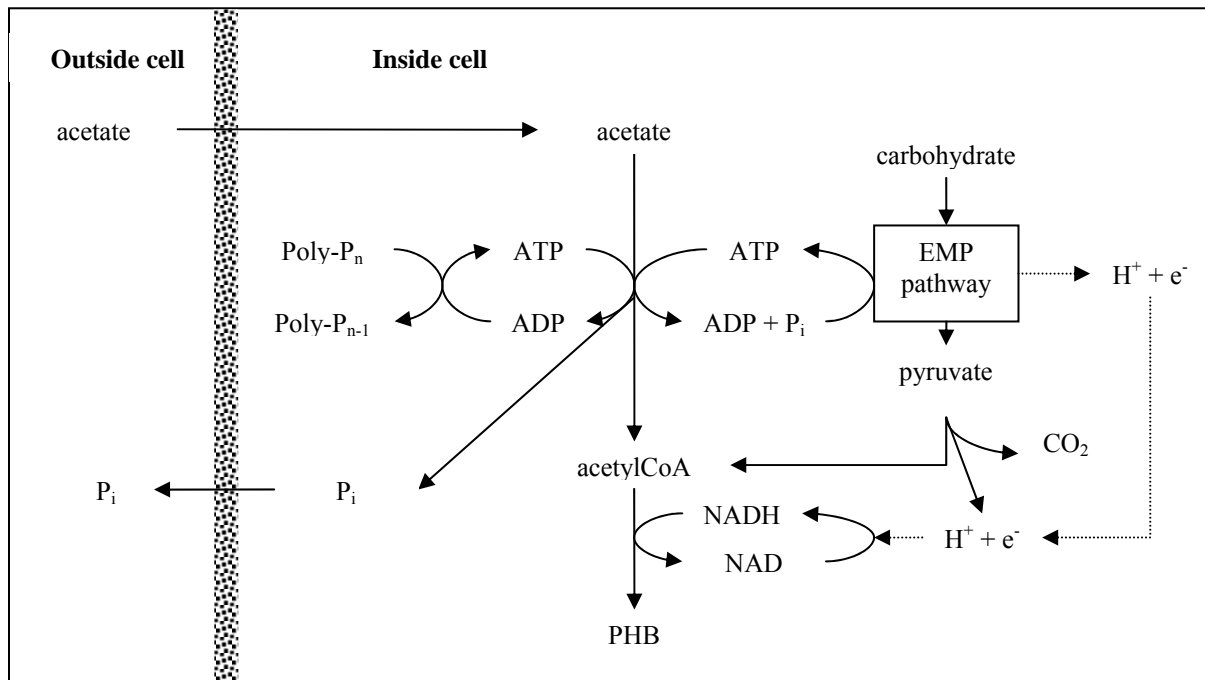 Outside cell
Inside cell
acetate
acetate
carbohydrate
Poly-Pₙ
ATP
ATP
EMP
pathway
H⁺ + e⁻
Poly-Pₙ₋₁
ADP
ADP + Pᵢ
pyruvate
CO₂
acetylCoA
Pᵢ
Pᵢ
NADH
H⁺ + e⁻
NAD
PHB